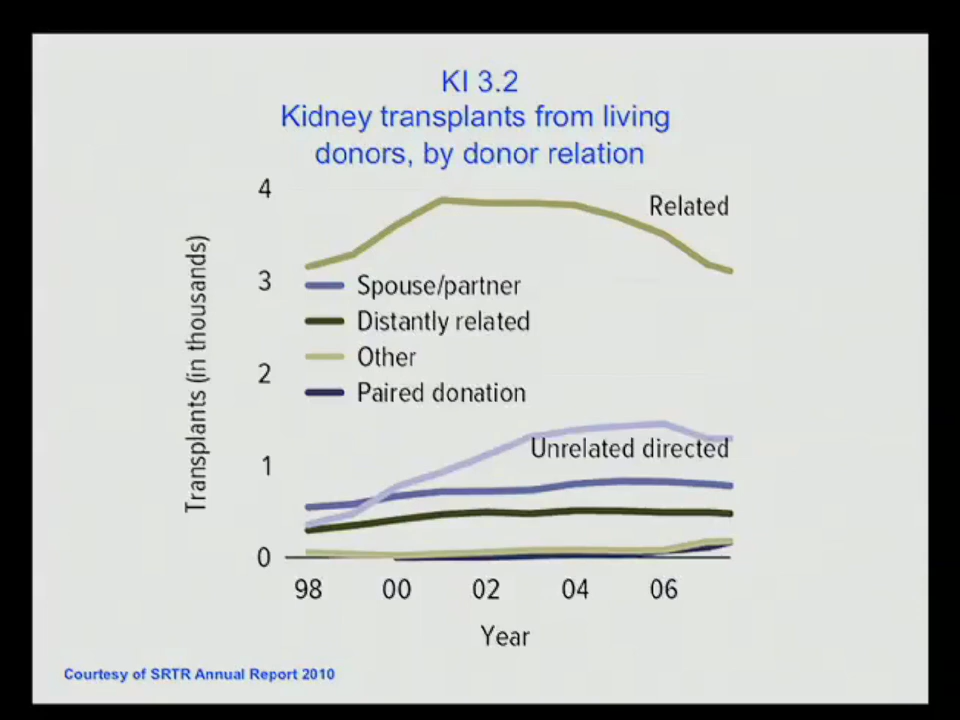 KI 3.2
Kidney transplants from living
donors, by donor relation
4
Related
3
Spouse/partner
Distantly related
Other
2
Paired donation
Transplants (in thousands)
Unrelated directed
1
0
98 00 02 04 06
Year
Courtesy of SRTR Annual Report 2010